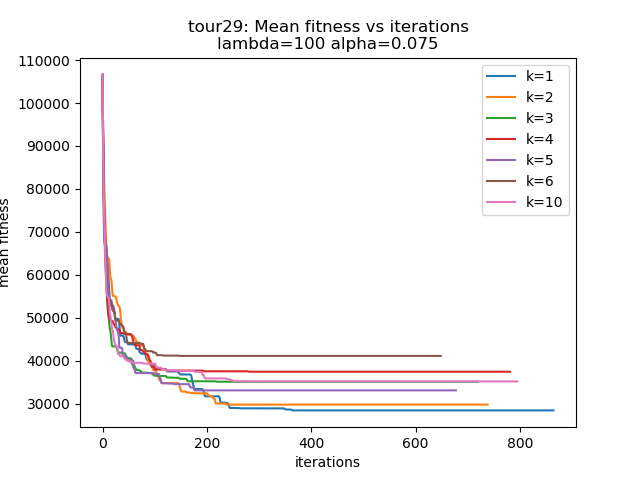 tour29: Mean fitness vs iterations
lambda=100 alpha=0.075
mean fitness
110000
100000
90000
80000
70000
60000
50000
40000
30000
k=1
k=2
k=3
k=4
k=5
k=6
k=10
0
200
400
600
800
iterations